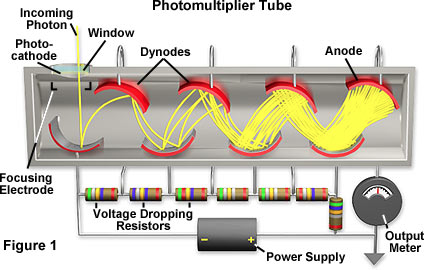 Photomultiplier Tube
Incoming
Photon
Window
Photo-
cathode
Dynodes
Anode
Focusing
Electrode
Voltage Dropping
Resistors
Output
Meter
Power Supply
Figure 1